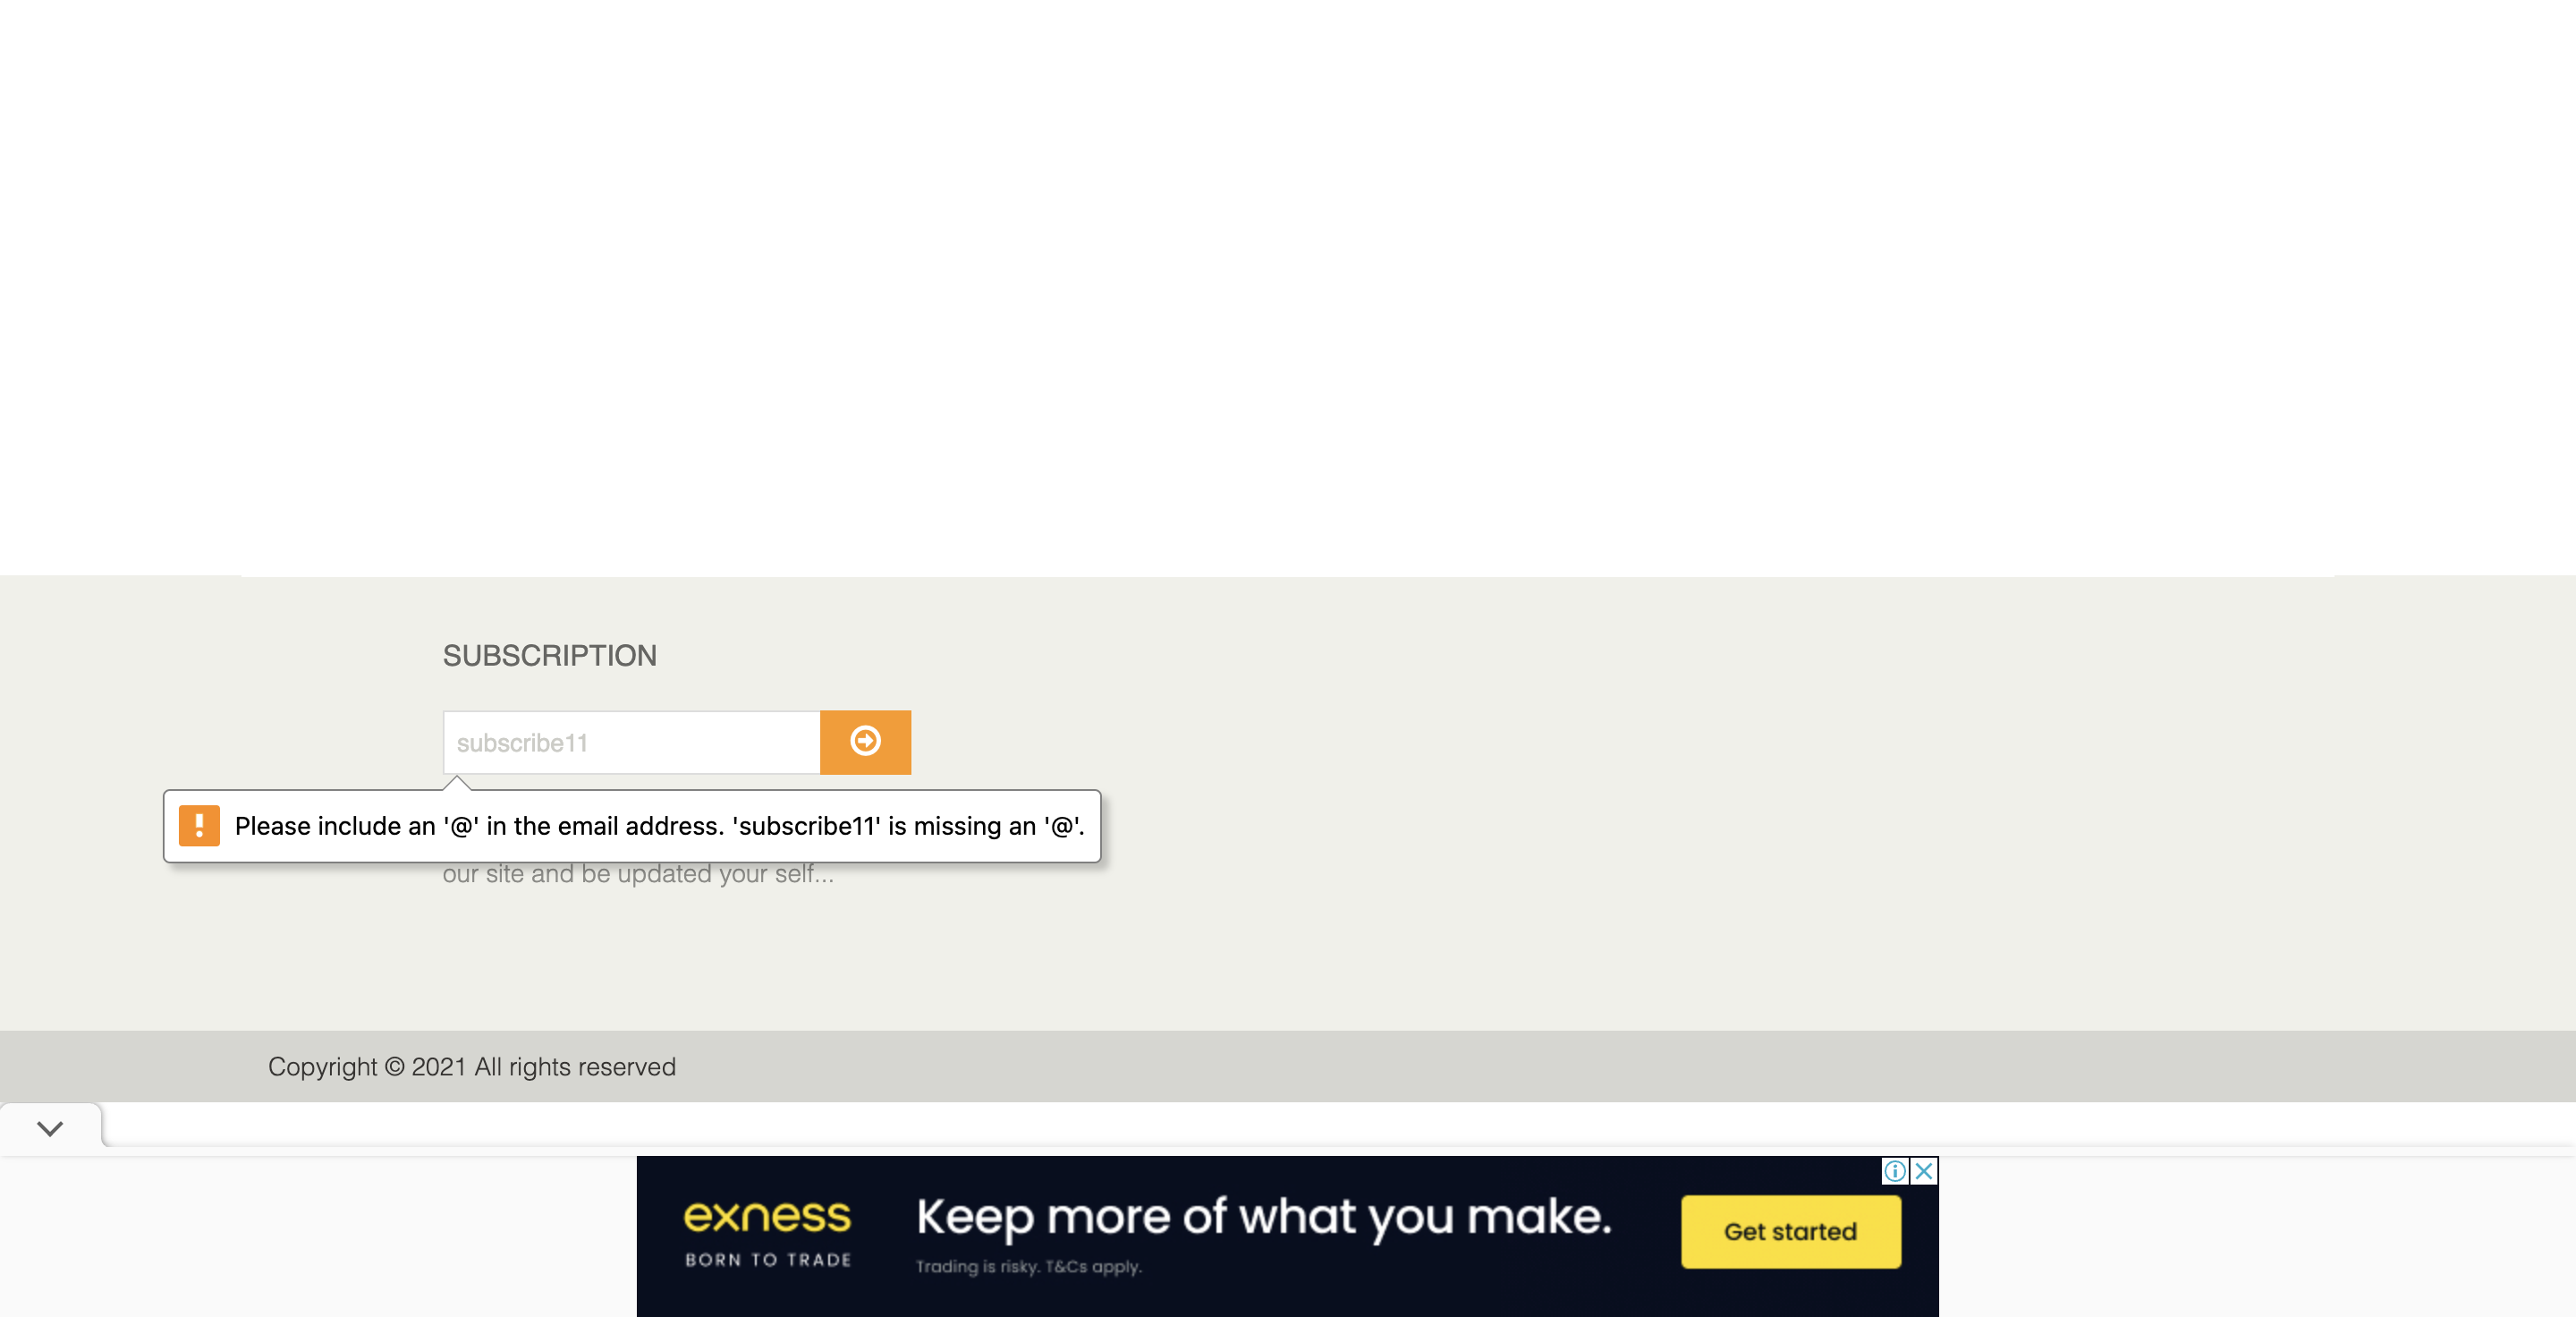 SUBSCRIPTION
subscribe11
Please include an '@' in the email address. 'subscribe11' is missing an '@'.
our site and be updated your self...
Copyright © 2021 All rights reserved
exness
BORN TO TRADE
Keep more of what you make.
Trading is risky. T&Cs apply.
Get started